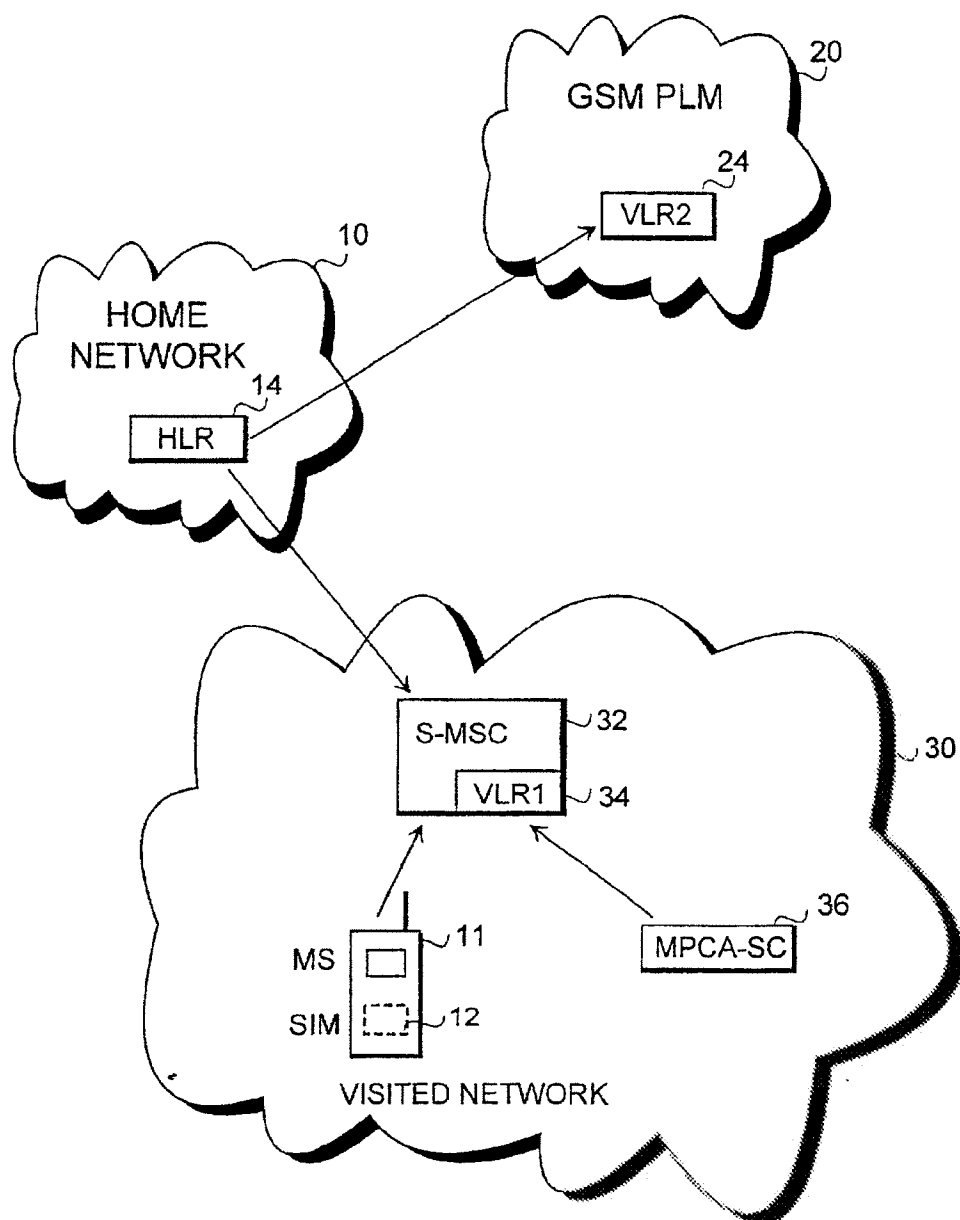 20
GSM PLM
24
VLR2
10
HOME
NETWORK
14
HLR
S-MSC
32
30
VLR1
34
36
11
MS
MPCA-SC
SIM
12
VISITED NETWORK